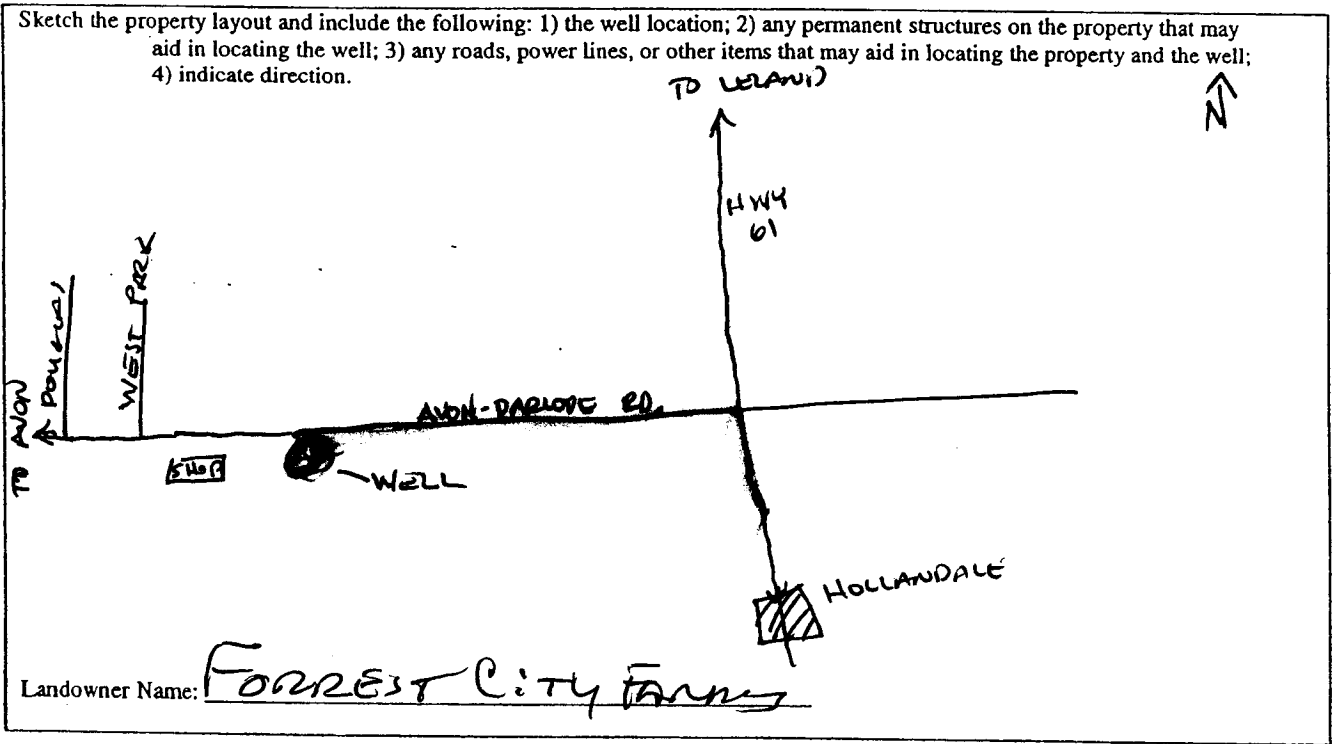 Sketch the property layout and include the following: 1) the well location; 2) any permanent structures on the property that may
aid in locating the well; 3) any roads, power lines, or other items that may aid in locating the property and the well;
4) indicate direction.
TO LELAND
N
HWY
61
WEST PARK
TO AVON
AVON-DARLOVE RD.
SHOP
WELL
HOLLANDALE
Landowner Name: FORREST CITY FARMS